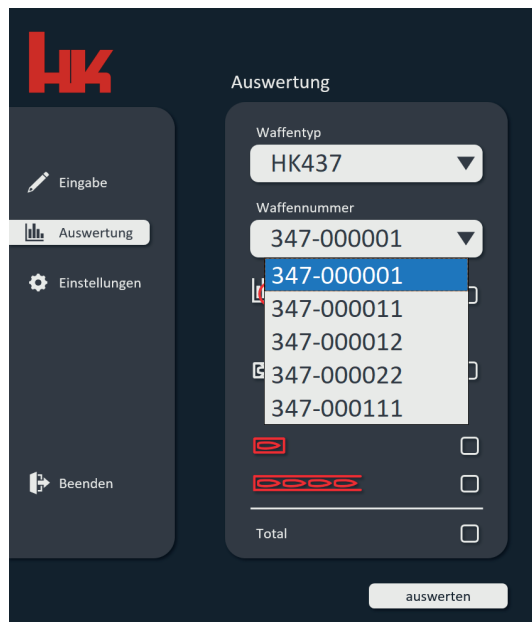 HK
Auswertung
Waffentyp
HK437
Eingabe
Waffennummer
Auswertung
347-000001
347-000001
Einstellungen
347-000011
347-000012
347-000022
347-000111
Beenden
Total
auswerten